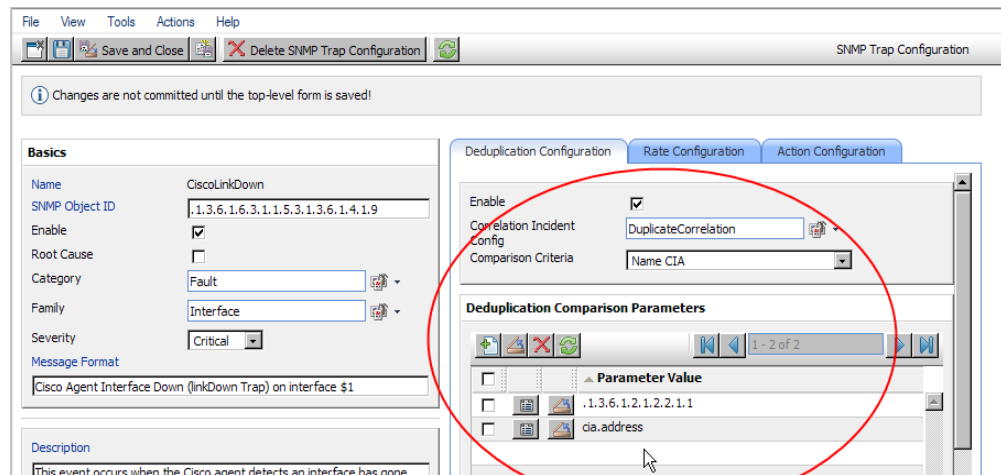 File View Tools Actions Help
Save and Close Delete SNMP Trap Configuration SNMP Trap Configuration
Changes are not committed until the top-level form is saved!
Basics
Name CiscoLinkDown
SNMP Object ID .1.3.6.1.6.3.1.1.5.3.1.3.6.1.4.1.9
Enable
Root Cause
Category Fault
Family Interface
Severity Critical
Message Format
Cisco Agent Interface Down (linkDown Trap) on interface $1
Description
This event occurs when the Cisco agent detects an interface has gone
Deduplication Configuration Rate Configuration Action Configuration
Enable
Correlation Incident
Config
DuplicateCorrelation
Comparison Criteria Name CIA
Deduplication Comparison Parameters
1 - 2 of 2
Parameter Value
.1.3.6.1.2.1.2.2.1.1
cia.address